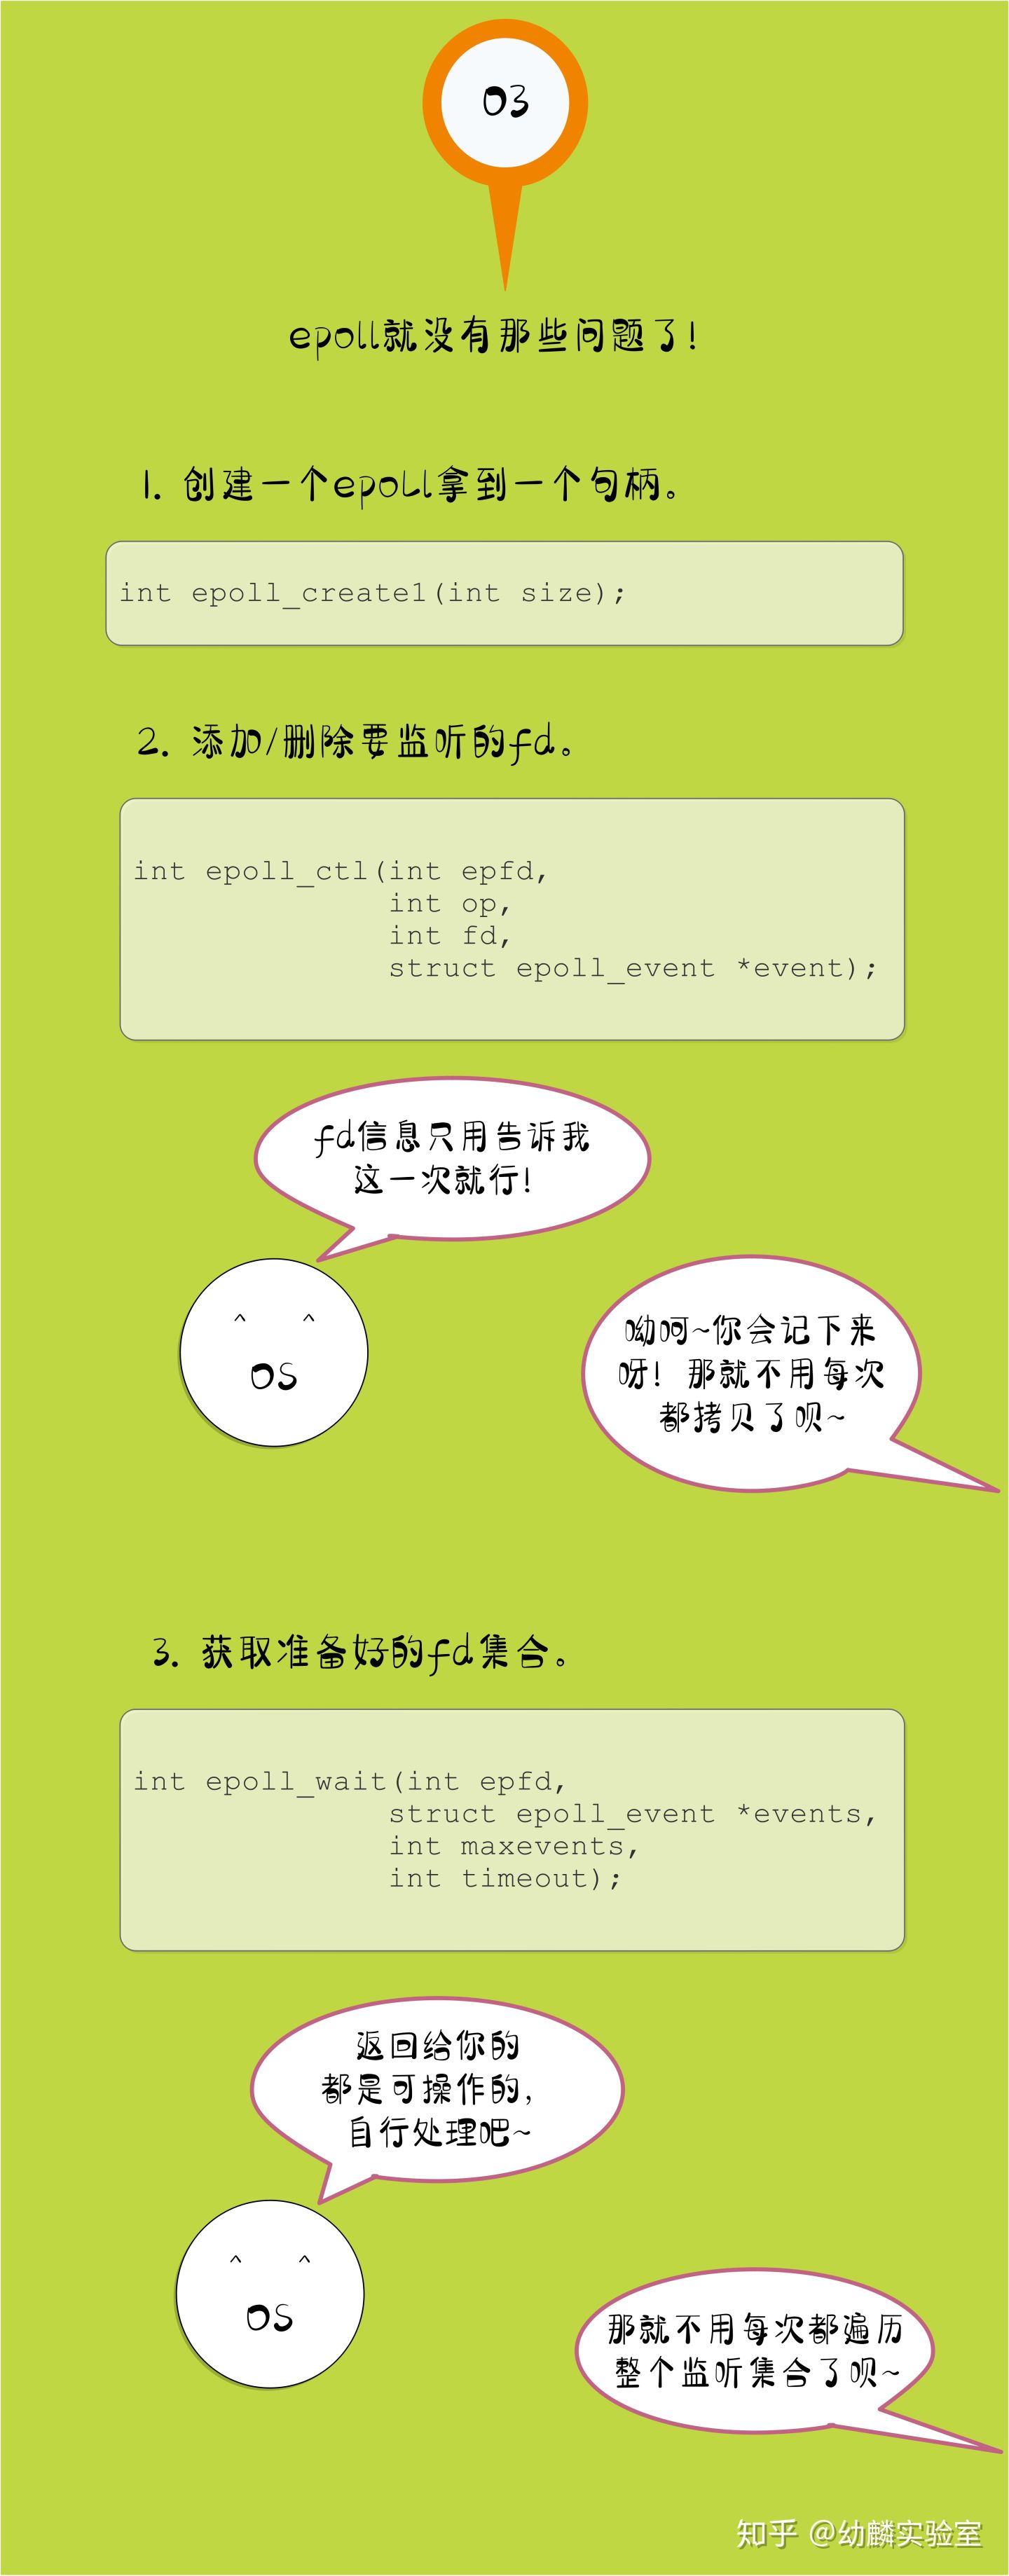 03
epoll就没有那些问题了!
1. 创建一个epoll拿到一个句柄。
int epoll_create1(int size);
2. 添加/删除要监听的fd。
int epoll_ctl(int epfd,
int op,
int fd,
struct epoll_event *event);
fd信息只用告诉我
这一次就行!
OS
呦呵~你会记下来
呀! 那就不用每次
都拷贝了呗~
3. 获取准备好的fd集合。
int epoll_wait(int epfd,
struct epoll_event *events,
int maxevents,
int timeout);
返回给你的
都是可操作的,
自行处理吧~
OS
那就不用每次都遍历
整个监听集合了呗~
知乎 @幼麟实验室